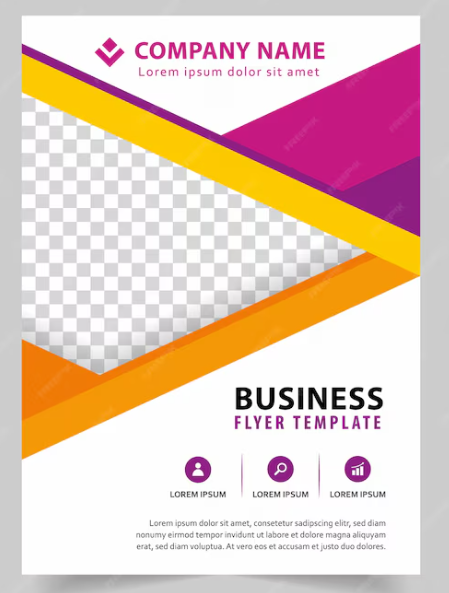 COMPANY NAME
Lorem ipsum dolor sit amet
BUSINESS
FLYER TEMPLATE
LOREM IPSUM
LOREM IPSUM
LOREM IPSUM
Lorem ipsum dolor sit amet, consetetur sadipscing elitr, sed diam
nonumy eirmod tempor invidunt ut labore et dolore magna aliquyam
erat, sed diam voluptua. At vero eos et accusam et justo duo dolores.